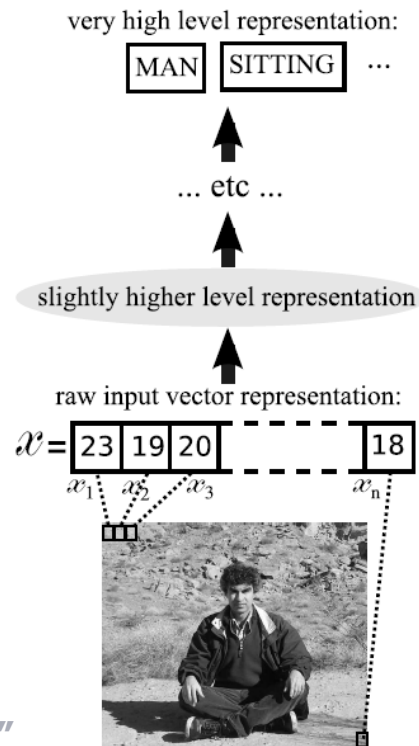 very high level representation:
MAN SITTING ...
... etc ...
slightly higher level representation
raw input vector representation:
x = 23 19 20 18
x1 x2 x3 xn
"